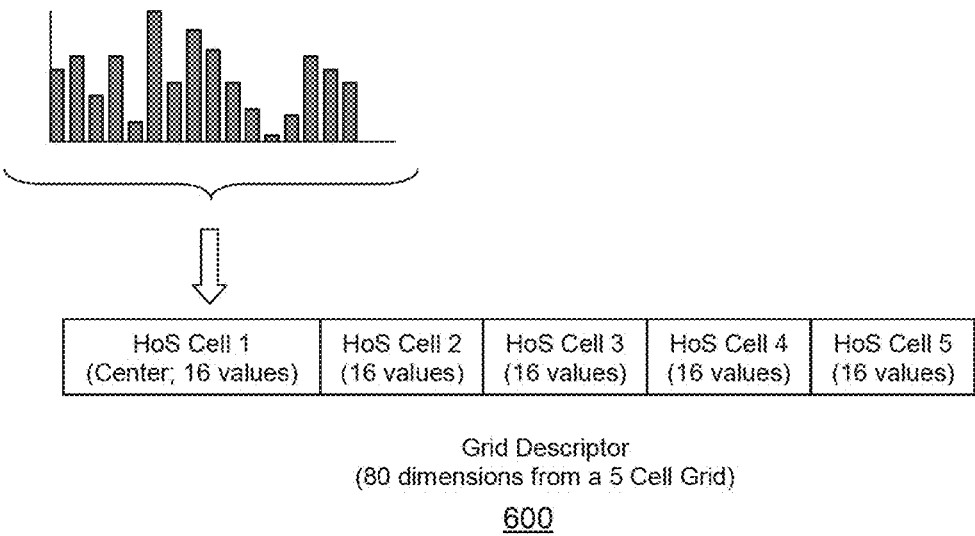 HoS Cell 1
(Center; 16 values)
HoS Cell 2
(16 values)
HoS Cell 3
(16 values)
HoS Cell 4
(16 values)
HoS Cell 5
(16 values)
Grid Descriptor
(80 dimensions from a 5 Cell Grid)
600